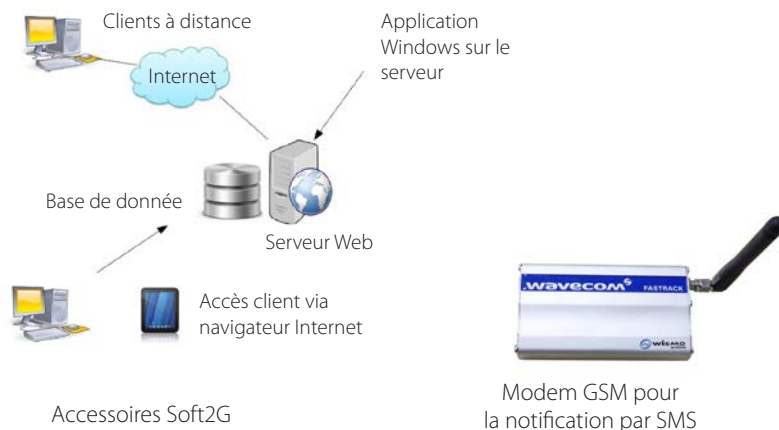 Clients à distance
Application
Windows sur le
serveur
Internet
Base de donnée
Serveur Web
Accès client via
navigateur Internet
wavecom
FASTRACK
wismo
Accessoires Soft2G
Modem GSM pour
la notification par SMS